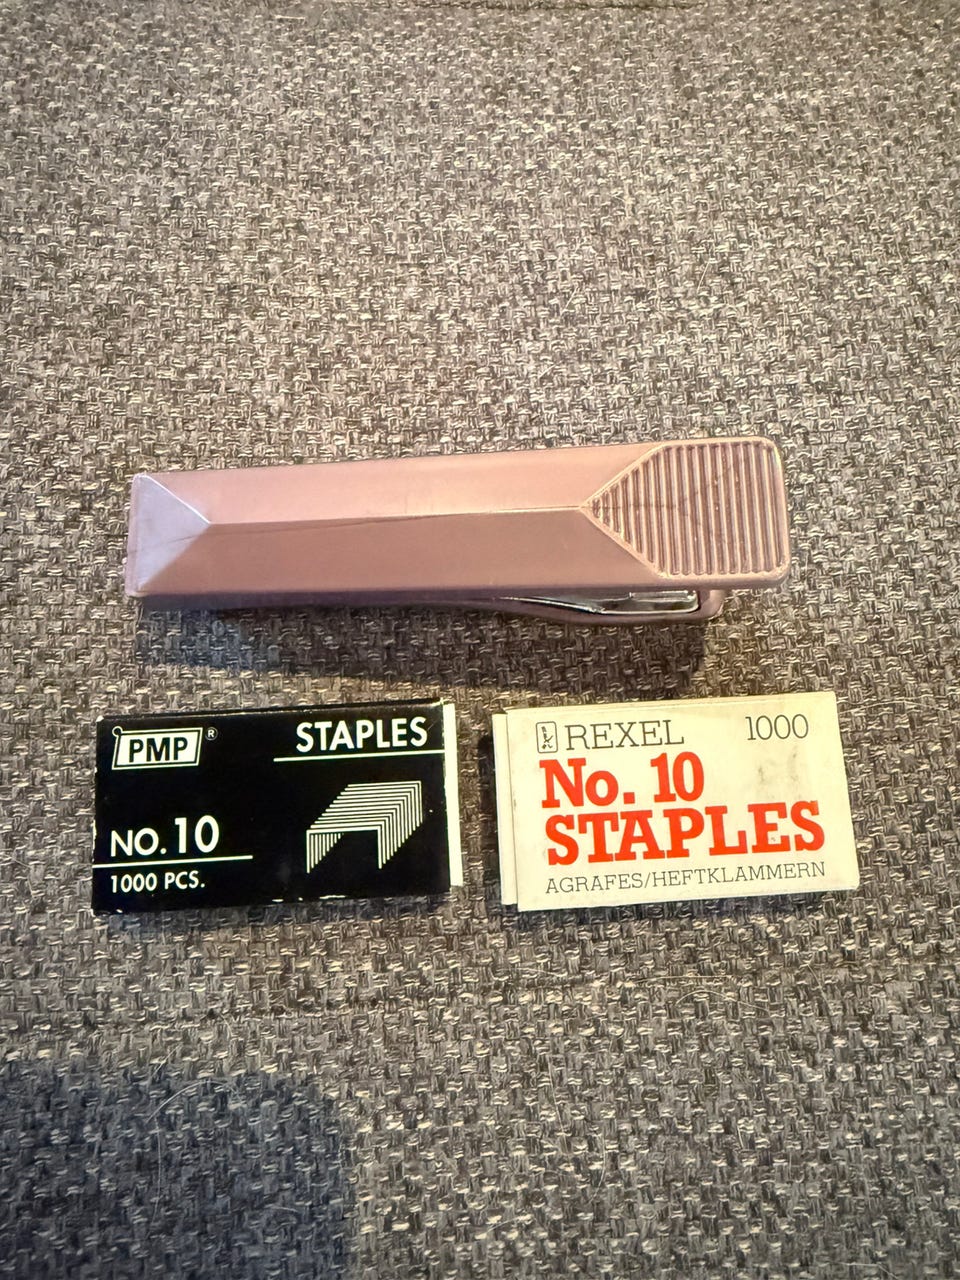 PMP®
STAPLES
NO. 10
1000 PCS.
REXEL 1000
No. 10
STAPLES
AGRAFES/HEFTKLAMMERN